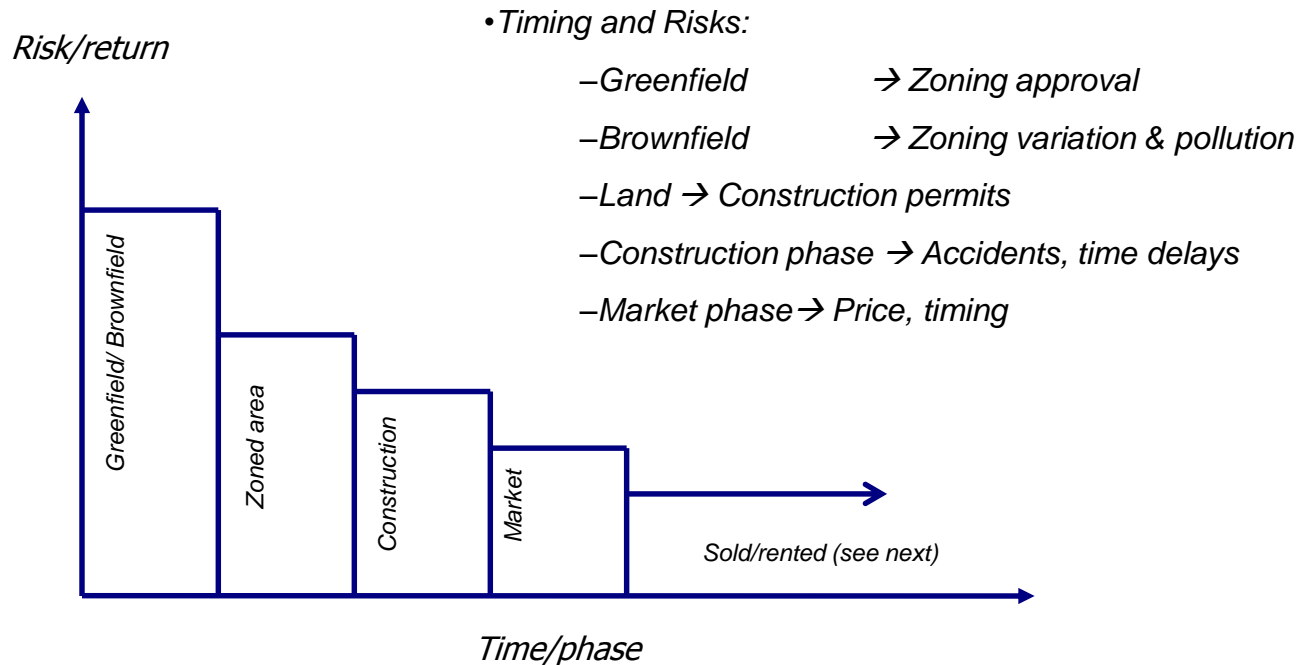 •Timing and Risks:
Risk/return
–Greenfield → Zoning approval
–Brownfield → Zoning variation & pollution
–Land → Construction permits
–Construction phase → Accidents, time delays
–Market phase→ Price, timing
Greenfield/ Brownfield
Zoned area
Construction
Market
Sold/rented (see next)
Time/phase